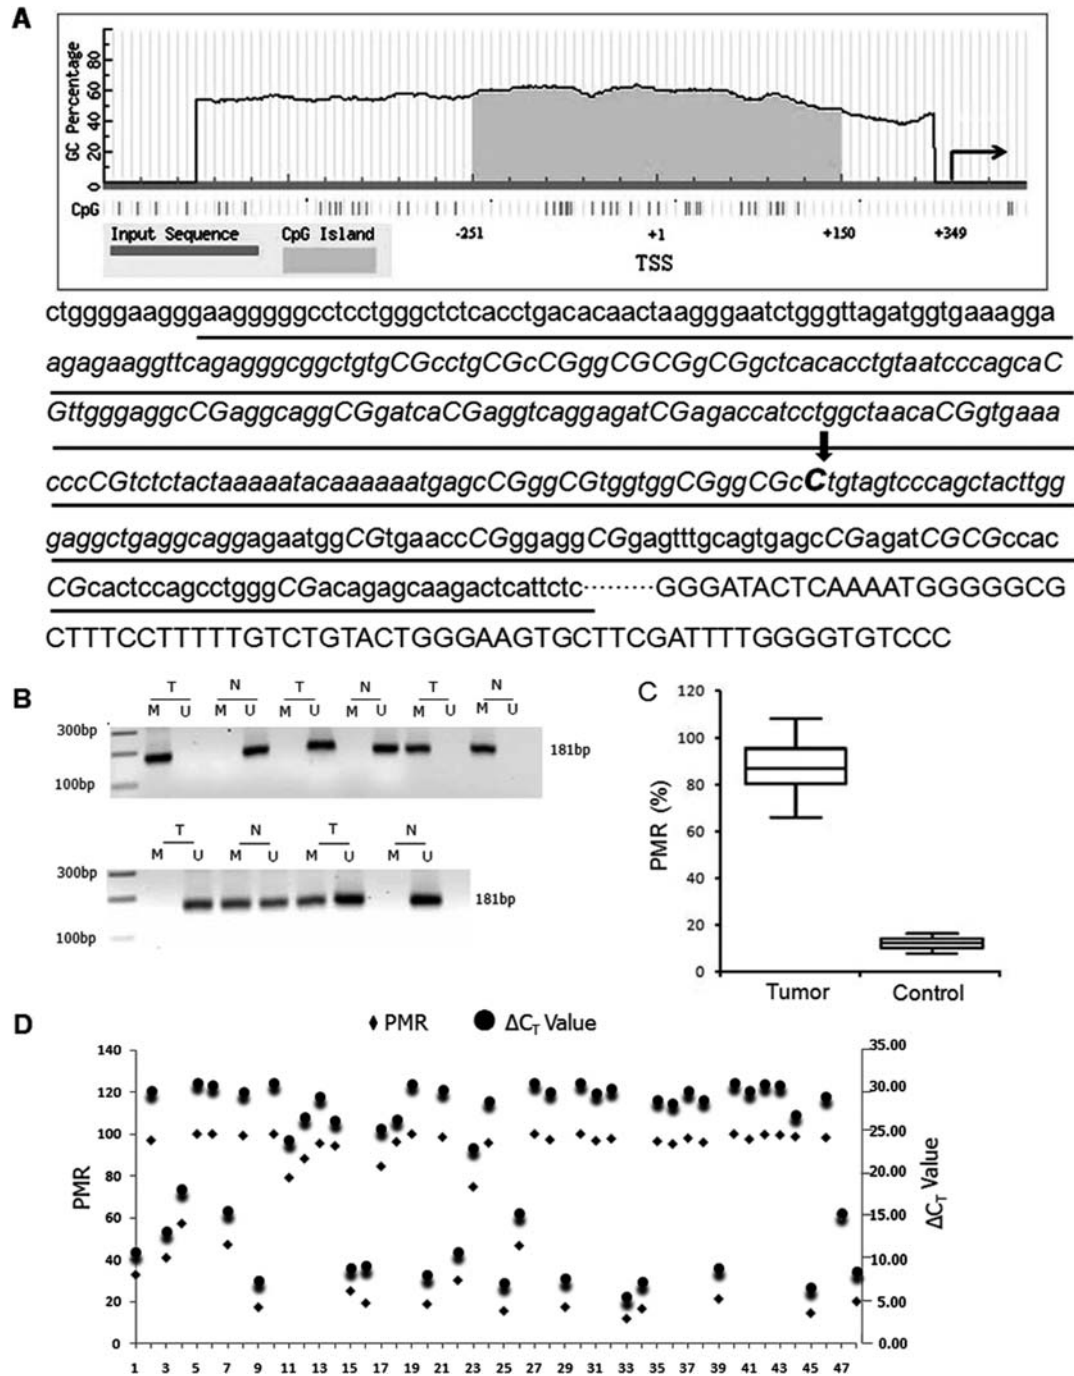 A
GC Percentage
80
60
40
20
0
CpG
Input Sequence
CpG Island
-251
+1
+150
+349
TSS
ctggggaagggaagggggcctcctgggctctcacctgacacaactaagggaatctgggttagatggtgaaagga
agagaaggttcagagggcggctgtgCGcctgCGcCGggCGCGgCGgctcacacctgtaatcccagcaC
GttgggaggcCGaggcaggCGgatcaCGaggtcaggagatCGagaccatcctggctaacaCGgtgaaa
cccCGtctctactaaaaatacaaaaaatgagcCGggCGtggtggCGggCGcCtgtagtcccagctacttgg
gaggctgaggcaggagaatggCGtgaaccCGggaggCGgagtttgcagtgagcCGagatCGCGccac
CGcactccagcctgggCGacagagcaagactcattctc········GGGATACTCAAAATGGGGGCG
CTTTCCTTTTTGTCTGTACTGGGAAGTGCTTCGATTTTGGGGTGTCCC
B
T N T N T N
M U M U M U M U M U M U
300bp
100bp
181bp
T N T N
M U M U M U M U
300bp
100bp
181bp
C
PMR (%)
120
100
80
60
40
20
0
Tumor Control
D
PMR ΔCT Value
PMR
140
120
100
80
60
40
20
0
35.00
30.00
25.00
20.00
15.00
10.00
5.00
0.00
ΔCT Value
1 3 5 7 9 11 13 15 17 19 21 23 25 27 29 31 33 35 37 39 41 43 45 47